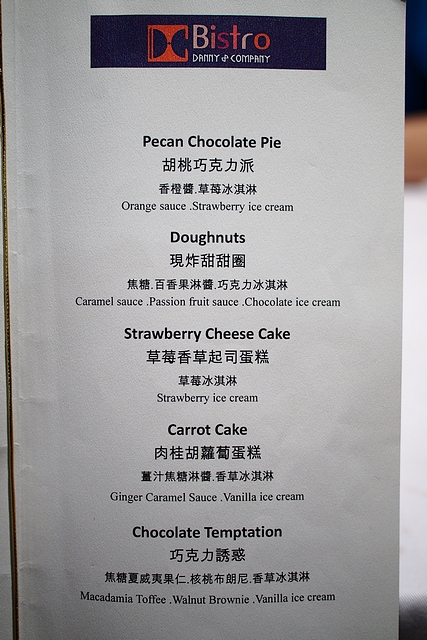 DC Bistro
DANNY & COMPANY
Pecan Chocolate Pie
胡桃巧克力派
香橙醬.草莓冰淇淋
Orange sauce .Strawberry ice cream
Doughnuts
現炸甜甜圈
焦糖.百香果淋醬.巧克力冰淇淋
Caramel sauce .Passion fruit sauce .Chocolate ice cream
Strawberry Cheese Cake
草莓香草起司蛋糕
草莓冰淇淋
Strawberry ice cream
Carrot Cake
肉桂胡蘿蔔蛋糕
薑汁焦糖淋醬.香草冰淇淋
Ginger Caramel Sauce .Vanilla ice cream
Chocolate Temptation
巧克力誘惑
焦糖夏威夷果仁.核桃布朗尼.香草冰淇淋
Macadamia Toffee .Walnut Brownie .Vanilla ice cream